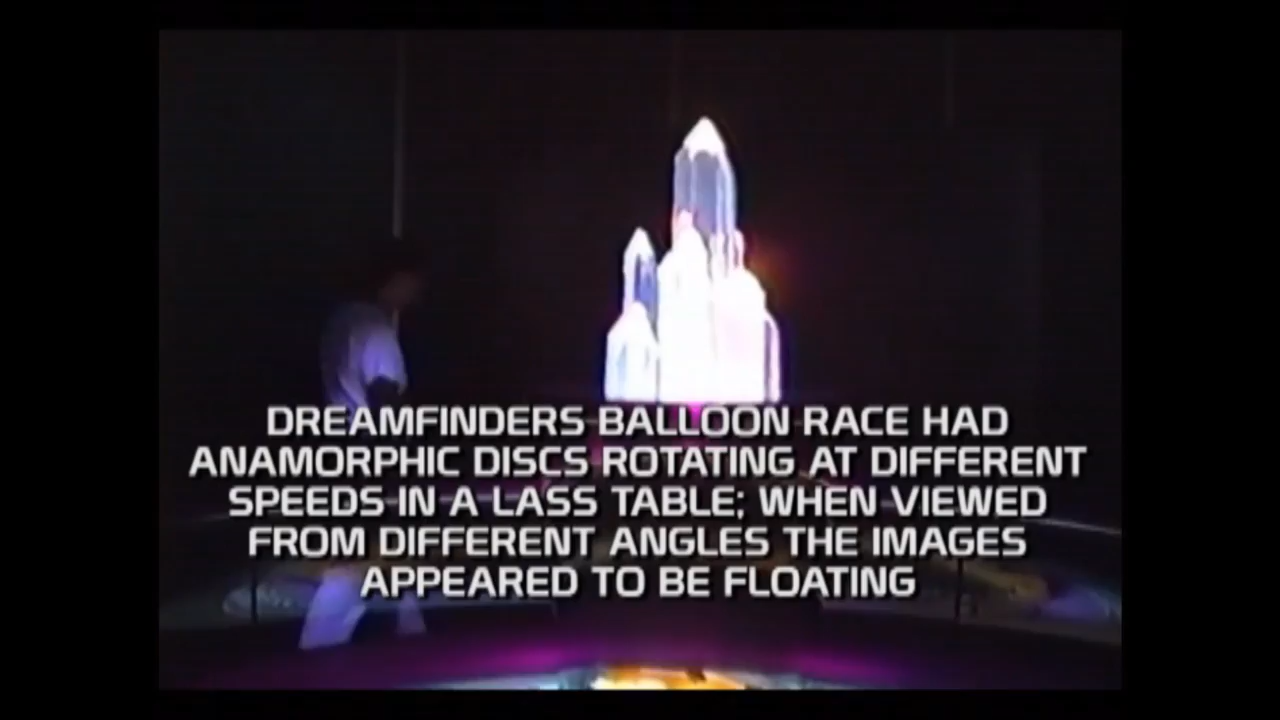 DREAMFINDERS BALLOON RACE HAD
ANAMORPHIC DISCS ROTATING AT DIFFERENT
SPEEDS IN A LASS TABLE; WHEN VIEWED
FROM DIFFERENT ANGLES THE IMAGES
APPEARED TO BE FLOATING